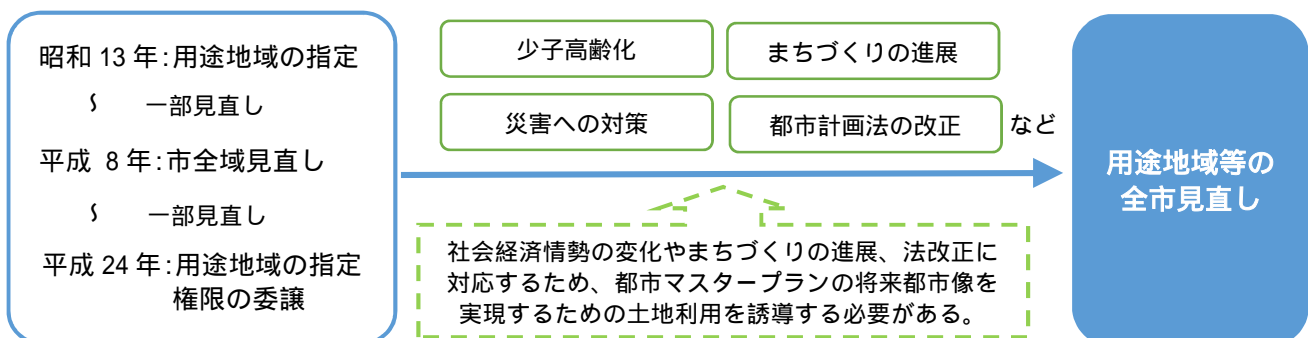 昭和 13 年：用途地域の指定
〜 一部見直し
平成 8 年：市全域見直し
〜 一部見直し
平成 24 年：用途地域の指定
権限の委譲
少子高齢化
まちづくりの進展
災害への対策
都市計画法の改正
など
社会経済情勢の変化やまちづくりの進展、法改正に
対応するため、都市マスタープランの将来都市像を
実現するための土地利用を誘導する必要がある。
用途地域等の
全市見直し